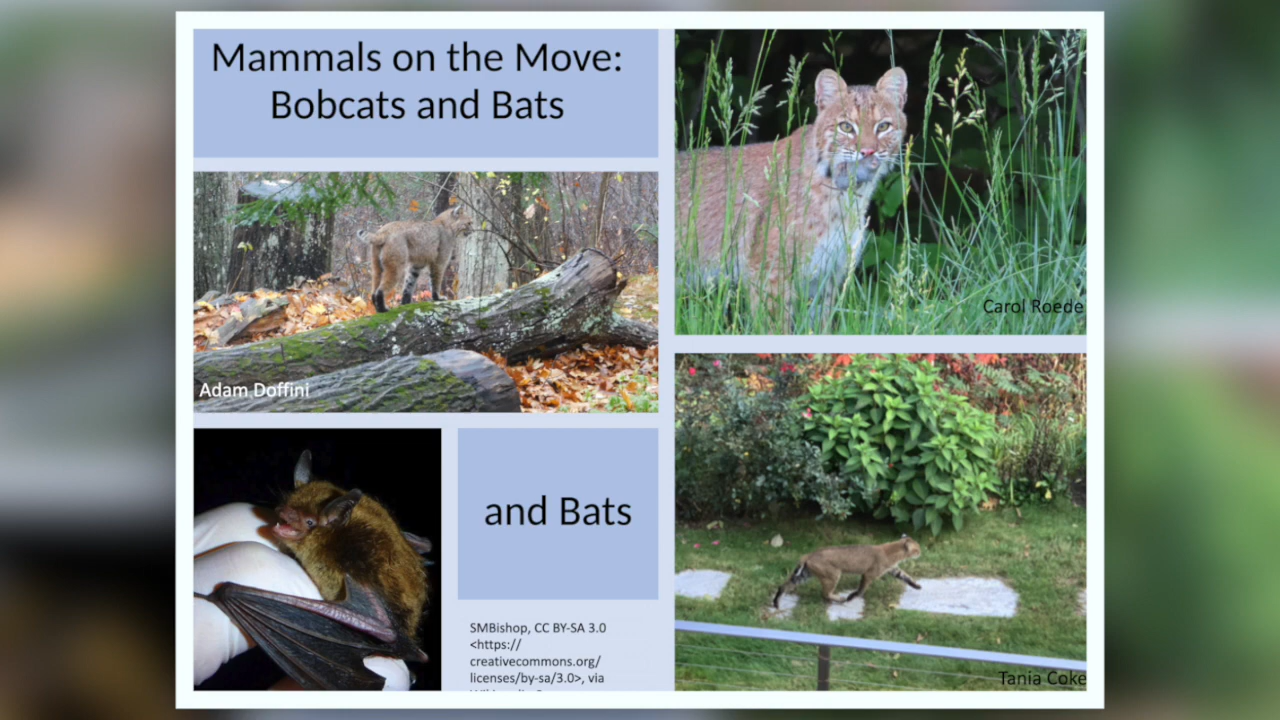 Mammals on the Move:
Bobcats and Bats
Carol Roede
Adam Doffini
and Bats
SMBishop, CC BY-SA 3.0
<https://
creativecommons.org/
licenses/by-sa/3.0>, via
Tania Coke